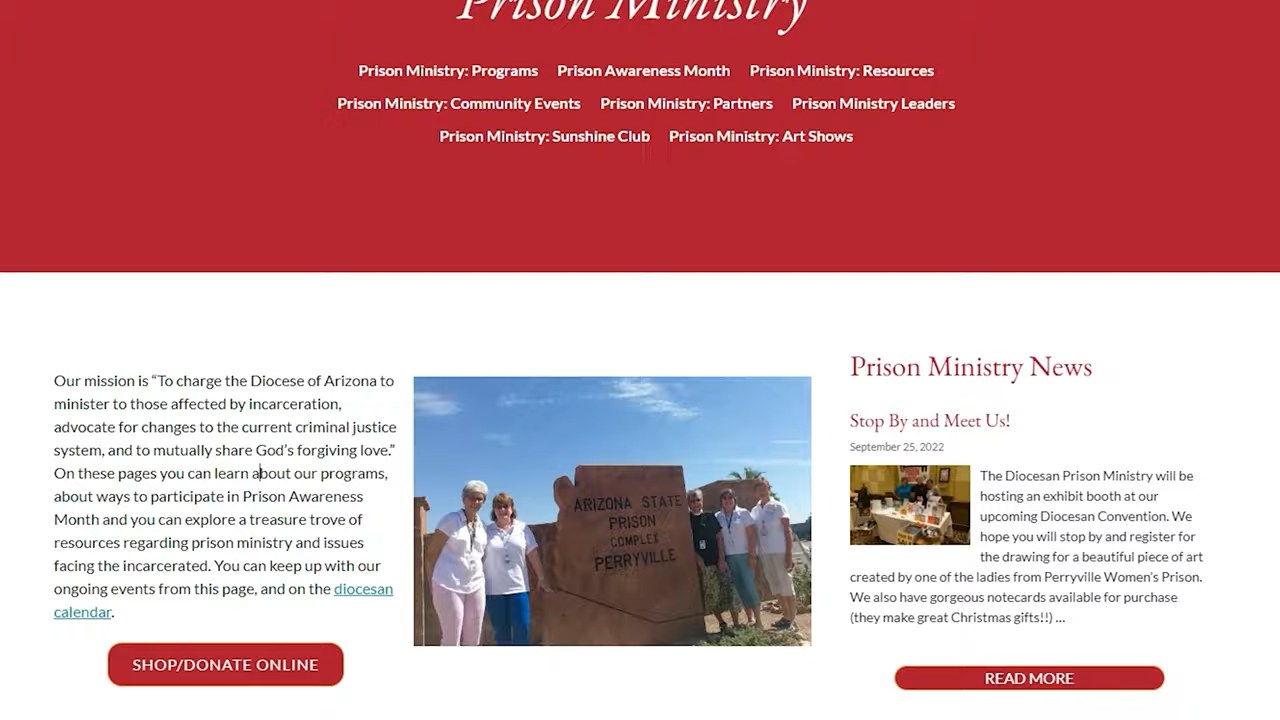 Prison Ministry
Prison Ministry: Programs Prison Awareness Month Prison Ministry: Resources
Prison Ministry: Community Events Prison Ministry: Partners Prison Ministry Leaders
Prison Ministry: Sunshine Club Prison Ministry: Art Shows
Our mission is “To charge the Diocese of Arizona to
minister to those affected by incarceration,
advocate for changes to the current criminal justice
system, and to mutually share God’s forgiving love.”
On these pages you can learn about our programs,
about ways to participate in Prison Awareness
Month and you can explore a treasure trove of
resources regarding prison ministry and issues
facing the incarcerated. You can keep up with our
ongoing events from this page, and on the diocesan
calendar.
SHOP/DONATE ONLINE
ARIZONA STATE
PRISON
COMPLEX
PERRYVILLE
Prison Ministry News
Stop By and Meet Us!
September 25, 2022
The Diocesan Prison Ministry will be
hosting an exhibit booth at our
upcoming Diocesan Convention. We
hope you will stop by and register for
the drawing for a beautiful piece of art
created by one of the ladies from Perryville Women’s Prison.
We also have gorgeous notecards available for purchase
(they make great Christmas gifts!!) ...
READ MORE